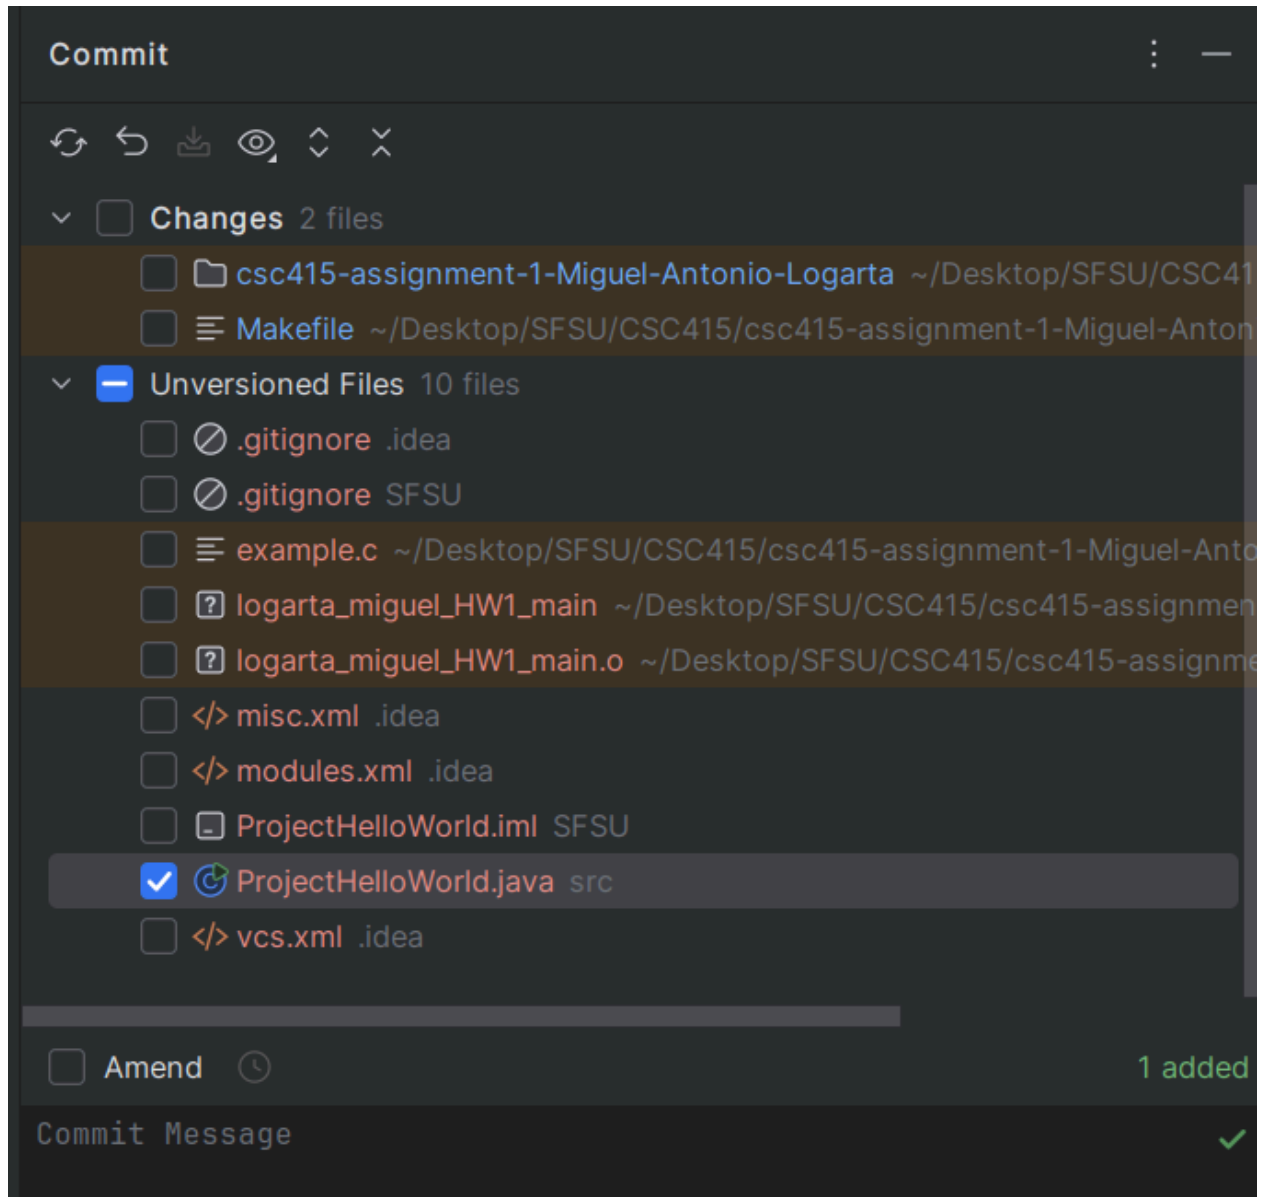 Commit
Changes 2 files
csc415-assignment-1-Miguel-Antonio-Logarta ~/Desktop/SFSU/CSC41
Makefile ~/Desktop/SFSU/CSC415/csc415-assignment-1-Miguel-Anton
Unversioned Files 10 files
.gitignore .idea
.gitignore SFSU
example.c ~/Desktop/SFSU/CSC415/csc415-assignment-1-Miguel-Anto
logarta_miguel_HW1_main ~/Desktop/SFSU/CSC415/csc415-assignmen
logarta_miguel_HW1_main.o ~/Desktop/SFSU/CSC415/csc415-assignme
misc.xml .idea
modules.xml .idea
ProjectHelloWorld.iml SFSU
ProjectHelloWorld.java src
vcs.xml .idea
Amend 1 added
Commit Message